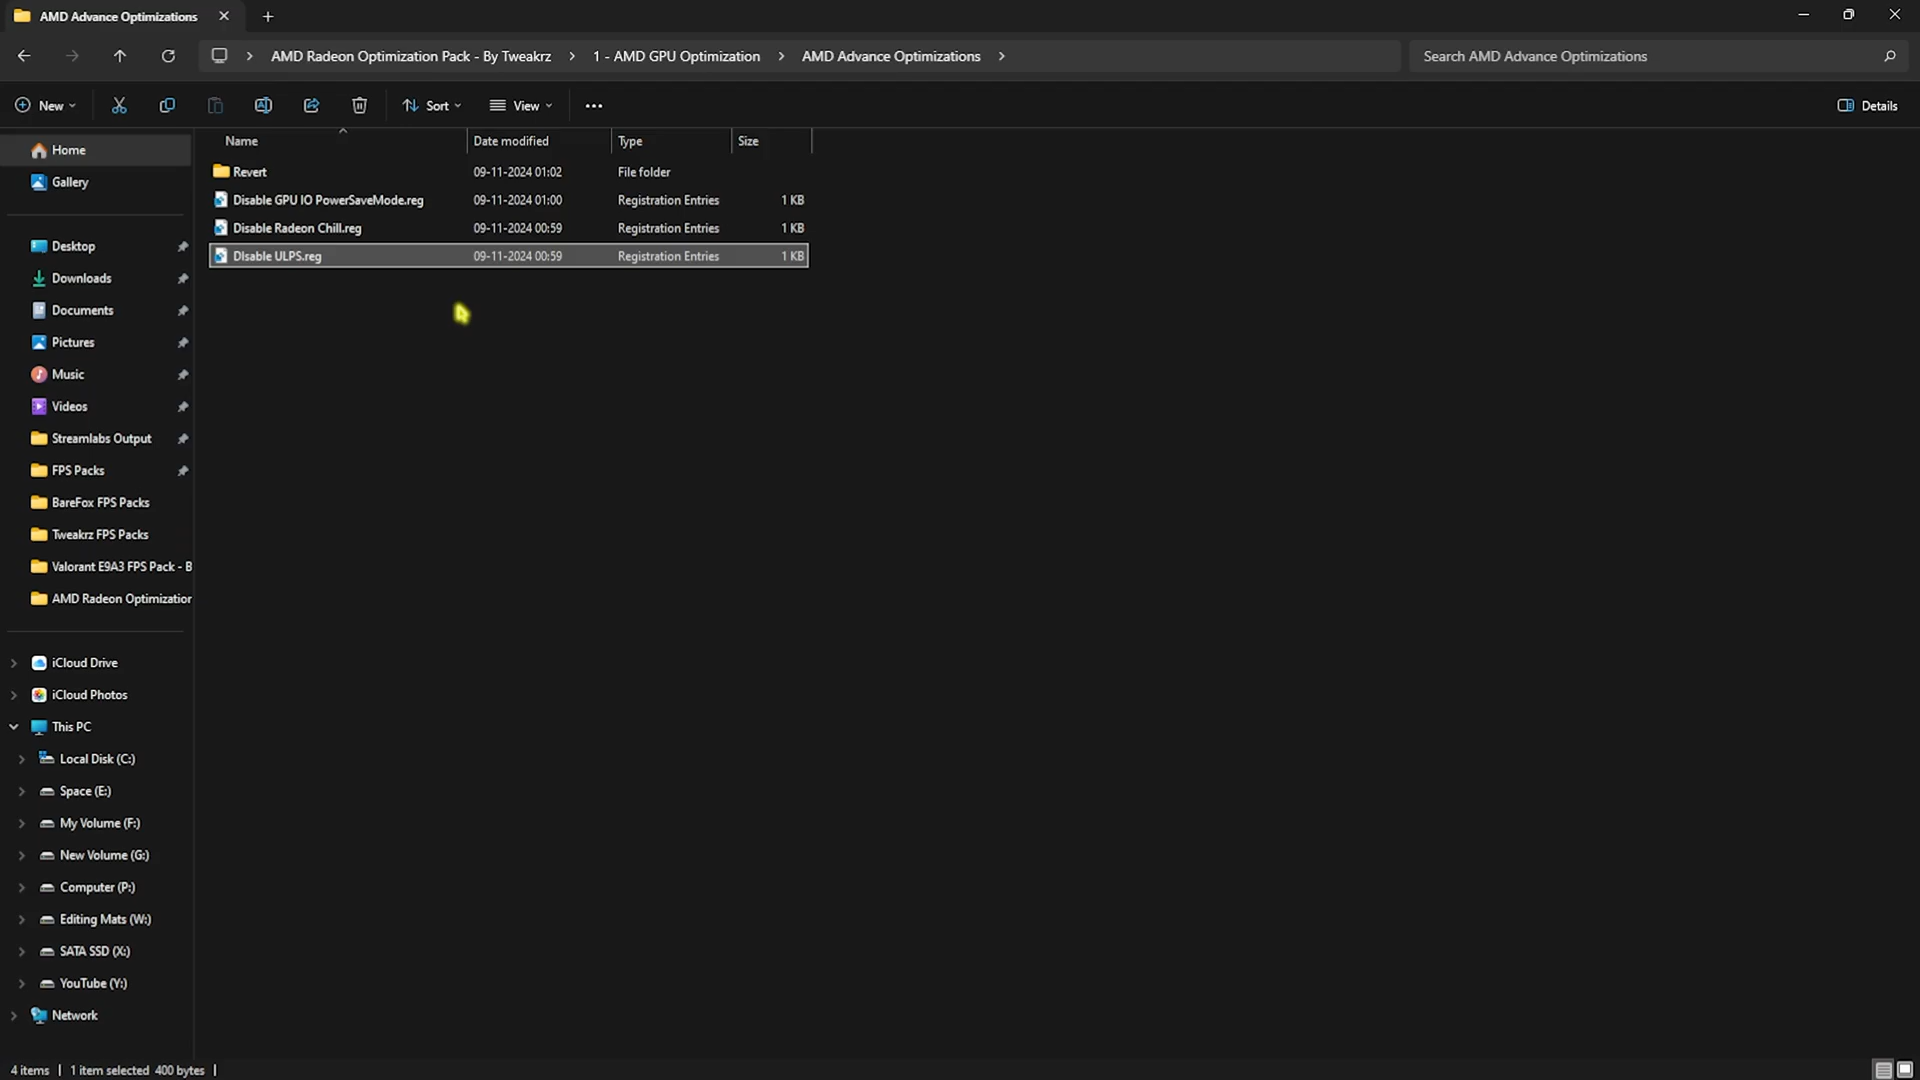 AMD Advance Optimizations
AMD Radeon Optimization Pack - By Tweakrz > 1 - AMD GPU Optimization > AMD Advance Optimizations >
Search AMD Advance Optimizations
New
Sort
View
Details
Name Date modified Type Size
Revert 09-11-2024 01:02 File folder
Disable GPU IO PowerSaveMode.reg 09-11-2024 01:00 Registration Entries 1 KB
Disable Radeon Chill.reg 09-11-2024 00:59 Registration Entries 1 KB
DIsable ULPS.reg 09-11-2024 00:59 Registration Entries 1 KB
Home
Gallery
Desktop
Downloads
Documents
Pictures
Music
Videos
Streamlabs Output
FPS Packs
BareFox FPS Packs
Tweakrz FPS Packs
Valorant E9A3 FPS Pack - B
AMD Radeon Optimization
iCloud Drive
iCloud Photos
This PC
Local Disk (C:)
Space (E:)
My Volume (F:)
New Volume (G:)
Computer (P:)
Editing Mats (W:)
SATA SSD (X:)
YouTube (Y:)
Network
4 items | 1 item selected 400 bytes |